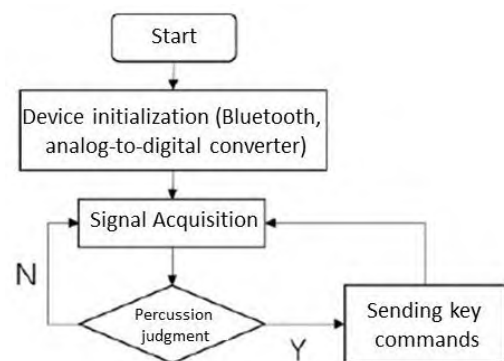 Start
Device initialization (Bluetooth,
analog-to-digital converter)
Signal Acquisition
N
Percussion
judgment
Y
Sending key
commands